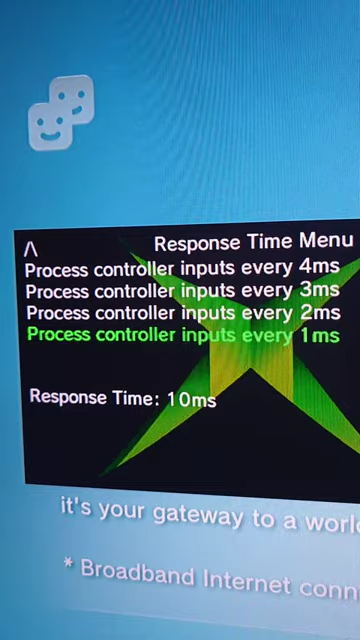 /\
Response Time Menu
Process controller inputs every 4ms
Process controller inputs every 3ms
Process controller inputs every 2ms
Process controller inputs every 1ms
Response Time: 10ms
it's your gateway to a worl
* Broadband Internet conn